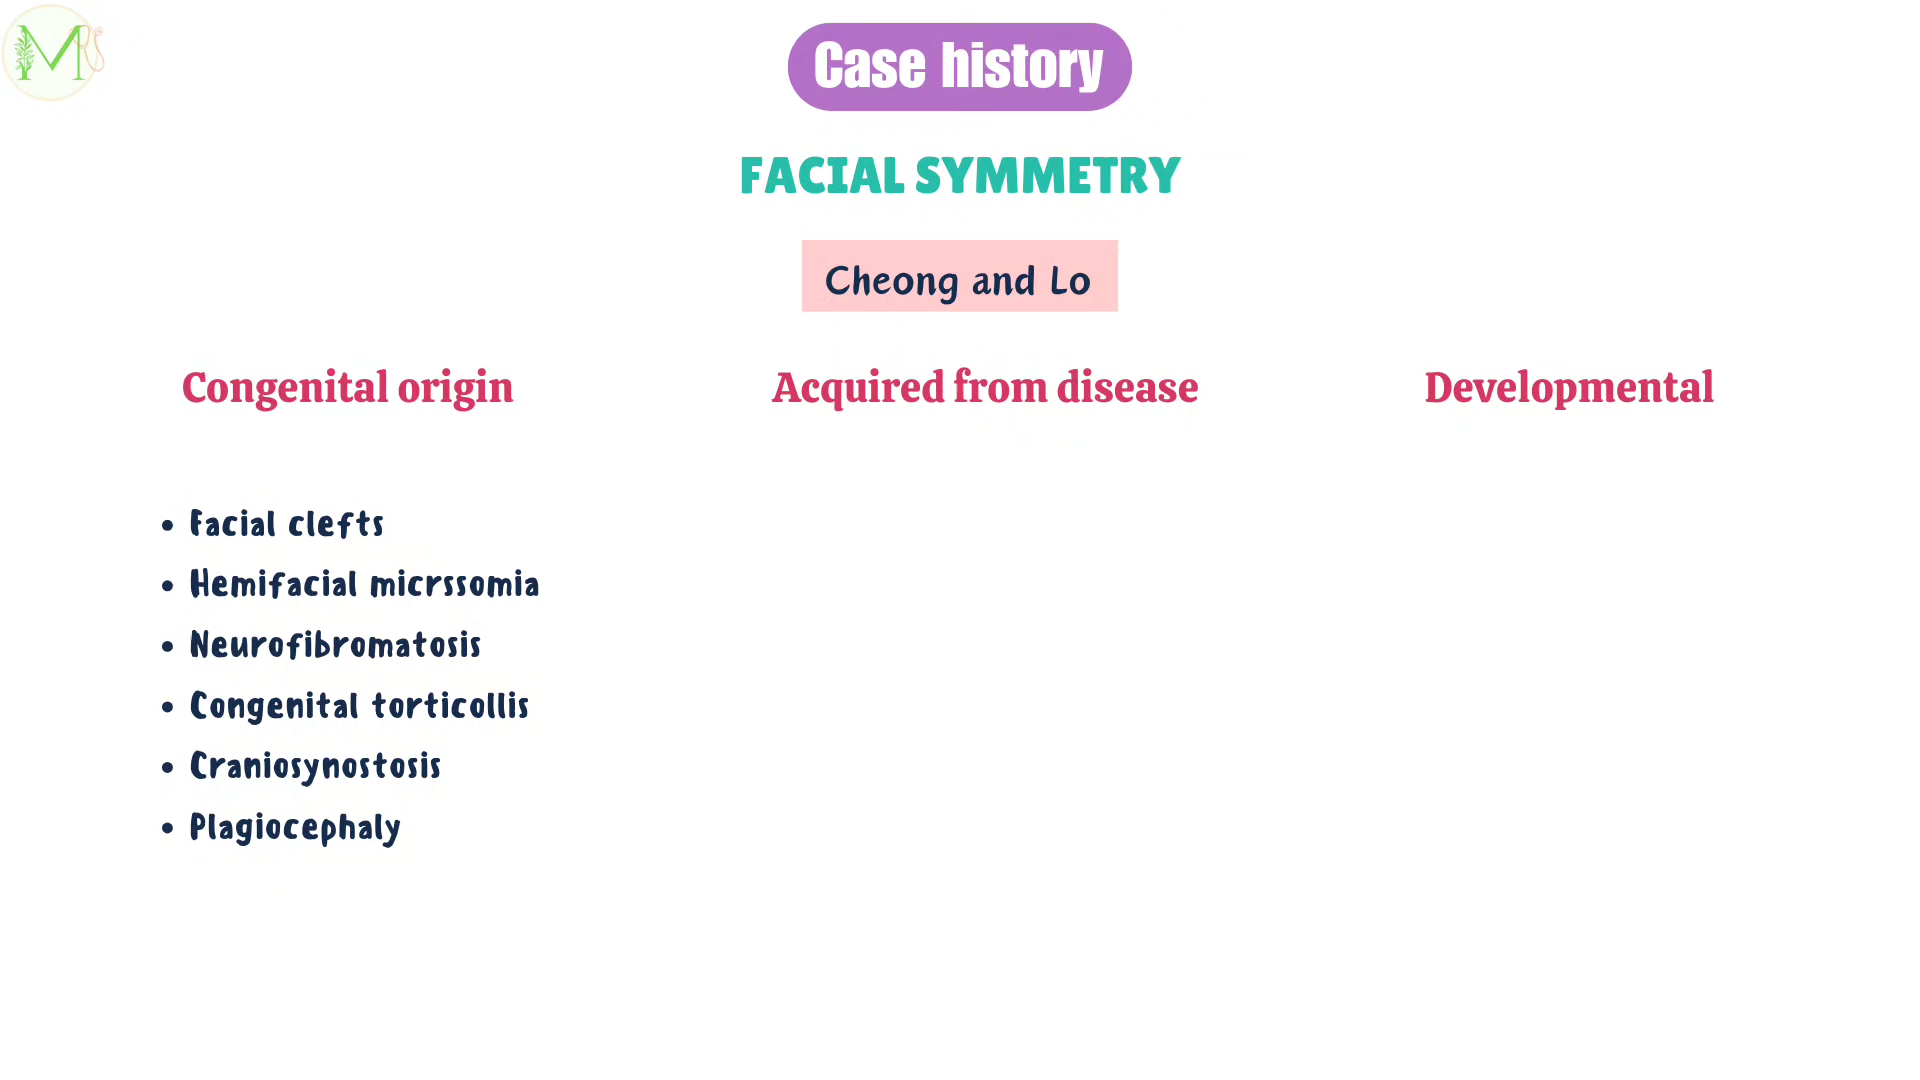 MRS
Case history
FACIAL SYMMETRY
Cheong and Lo
Congenital origin
Acquired from disease
Developmental
• Facial clefts
• Hemifacial micrssomia
• Neurofibromatosis
• Congenital torticollis
• Craniosynostosis
• Plagiocephaly